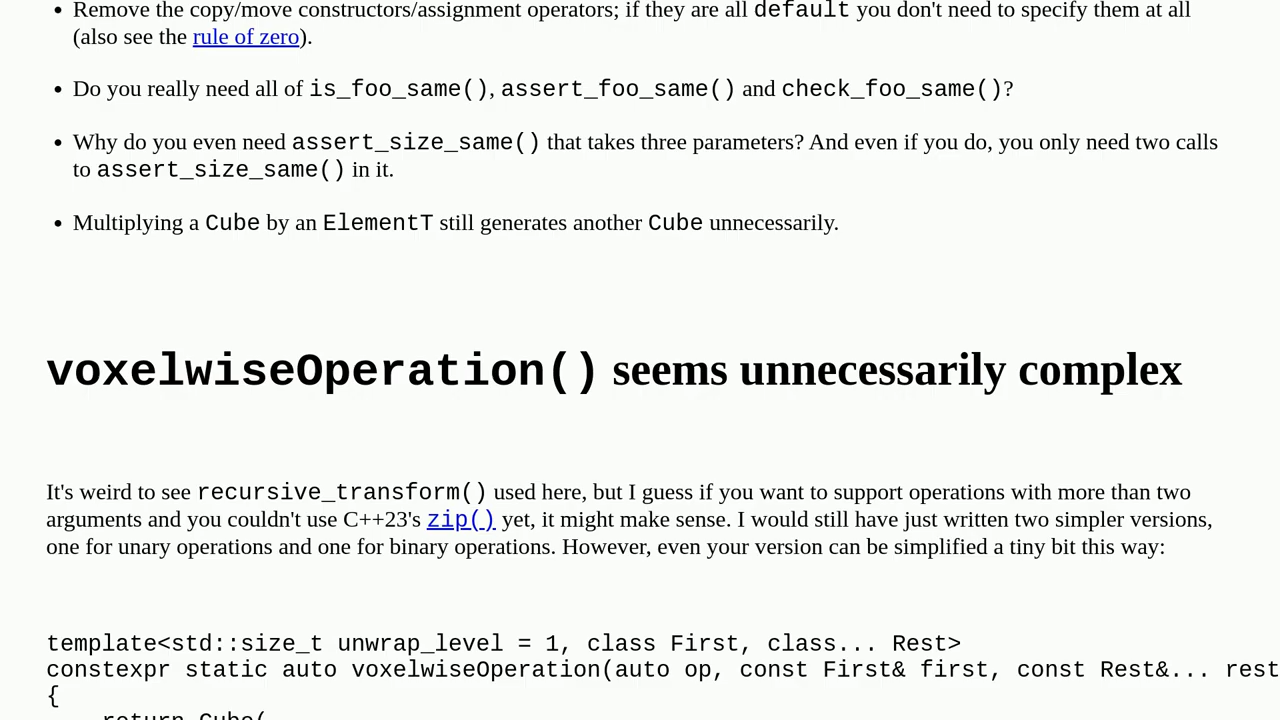 • Remove the copy/move constructors/assignment operators; if they are all default you don't need to specify them at all
(also see the rule of zero).
• Do you really need all of is_foo_same(), assert_foo_same() and check_foo_same()?
• Why do you even need assert_size_same() that takes three parameters? And even if you do, you only need two calls
to assert_size_same() in it.
• Multiplying a Cube by an ElementT still generates another Cube unnecessarily.
voxelwiseOperation() seems unnecessarily complex
It's weird to see recursive_transform() used here, but I guess if you want to support operations with more than two
arguments and you couldn't use C++23's zip() yet, it might make sense. I would still have just written two simpler versions,
one for unary operations and one for binary operations. However, even your version can be simplified a tiny bit this way:
template<std::size_t unwrap_level = 1, class First, class... Rest>
constexpr static auto voxelwiseOperation(auto op, const First& first, const Rest&... rest
{
    return Cube(